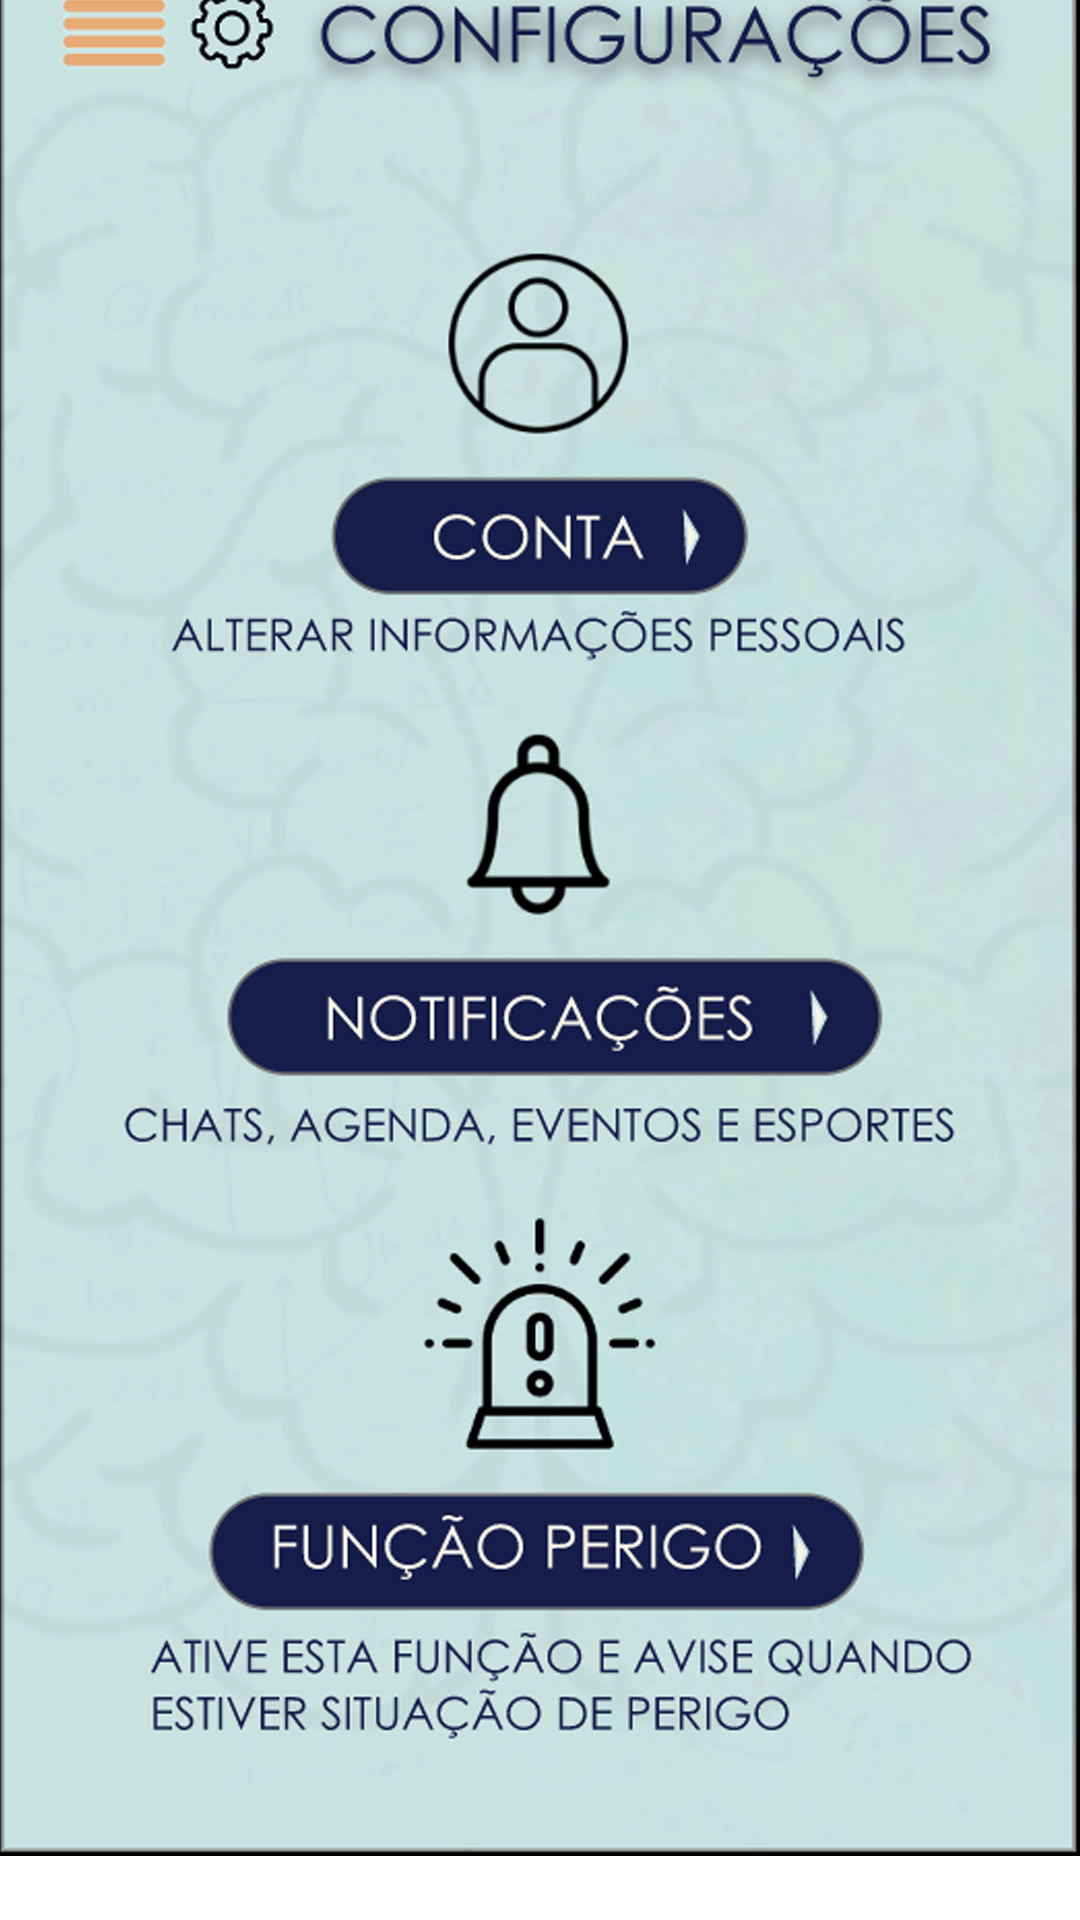 CONFIGURAÇÕES
CONTA
ALTERAR INFORMAÇÕES PESSOAIS
NOTIFICAÇÕES
CHATS, AGENDA, EVENTOS E ESPORTES
FUNÇÃO PERIGO
ATIVE ESTA FUNÇÃO E AVISE QUANDO
ESTIVER SITUAÇÃO DE PERIGO